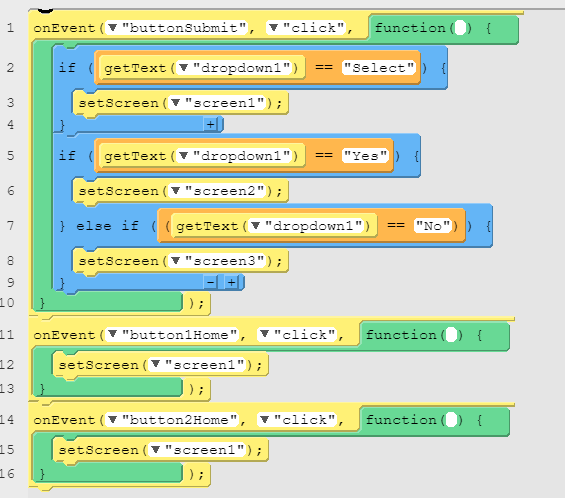 1 onEvent(▼"buttonSubmit", ▼"click", function() {
2 if (getText(▼"dropdown1") == "Select") {
3 setScreen(▼"screen1");
4 } +
5 if (getText(▼"dropdown1") == "Yes") {
6 setScreen(▼"screen2");
7 } else if ((getText(▼"dropdown1") == "No")) {
8 setScreen(▼"screen3");
9 } - +
10 } );
11 onEvent(▼"button1Home", ▼"click", function() {
12 setScreen(▼"screen1");
13 } );
14 onEvent(▼"button2Home", ▼"click", function() {
15 setScreen(▼"screen1");
16 } );